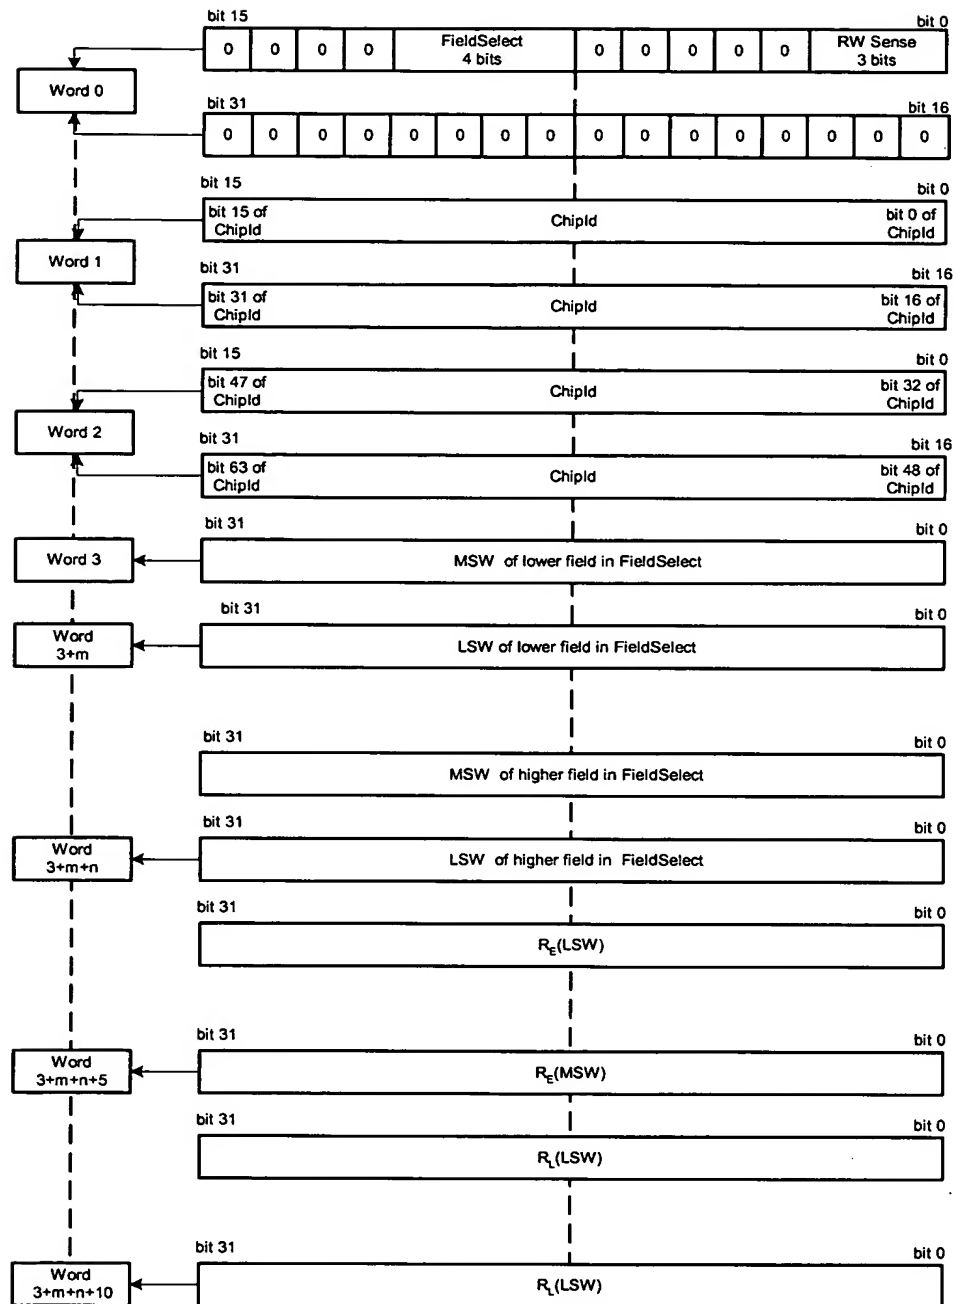 bit 15 bit 0
0 0 0 0 FieldSelect 0 0 0 0 0 RW Sense
4 bits 3 bits
Word 0
bit 31 bit 16
0 0 0 0 0 0 0 0 0 0 0 0 0 0 0 0
bit 15 bit 0
bit 15 of ChipId bit 0 of
ChipId ChipId
Word 1
bit 31 bit 16
bit 31 of ChipId bit 16 of
ChipId ChipId
bit 15 bit 0
bit 47 of ChipId bit 32 of
ChipId ChipId
Word 2
bit 31 bit 16
bit 63 of ChipId bit 48 of
ChipId ChipId
bit 31 bit 0
Word 3 MSW of lower field in FieldSelect
bit 31 bit 0
Word LSW of lower field in FieldSelect
3+m
bit 31 bit 0
MSW of higher field in FieldSelect
bit 31 bit 0
Word LSW of higher field in FieldSelect
3+m+n
bit 31 bit 0
R_E(LSW)
bit 31 bit 0
Word R_E(MSW)
3+m+n+5
bit 31 bit 0
R_L(LSW)
bit 31 bit 0
Word R_L(LSW)
3+m+n+10